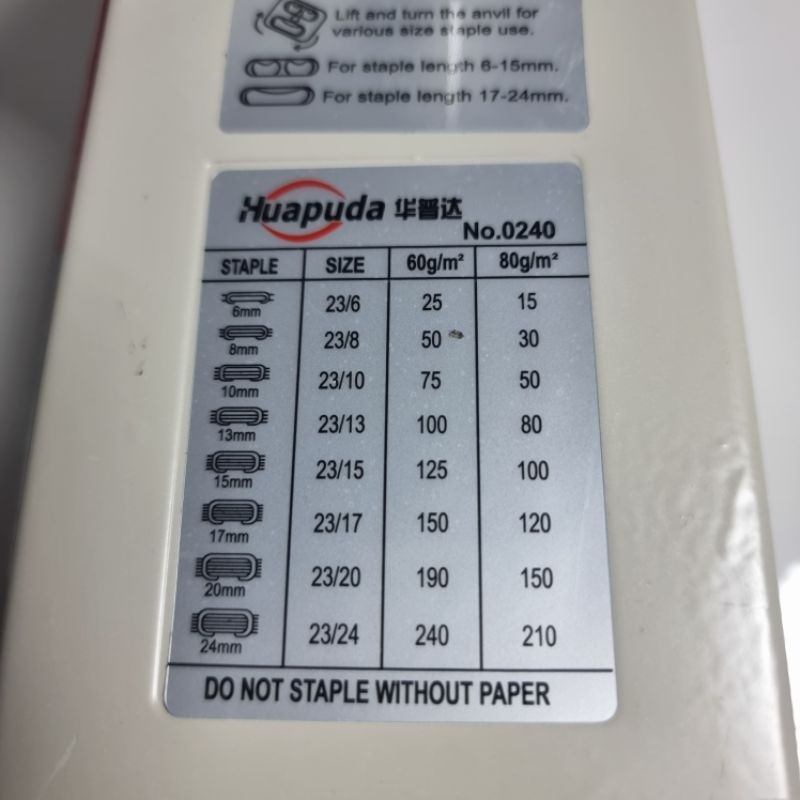 Lift and turn the anvil for
various size staple use.
For staple length 6-15mm.
For staple length 17-24mm.
Huapuda 华普达
No.0240
STAPLE SIZE 60g/m² 80g/m²
6mm 23/6 25 15
8mm 23/8 50 30
10mm 23/10 75 50
13mm 23/13 100 80
15mm 23/15 125 100
17mm 23/17 150 120
20mm 23/20 190 150
24mm 23/24 240 210
DO NOT STAPLE WITHOUT PAPER